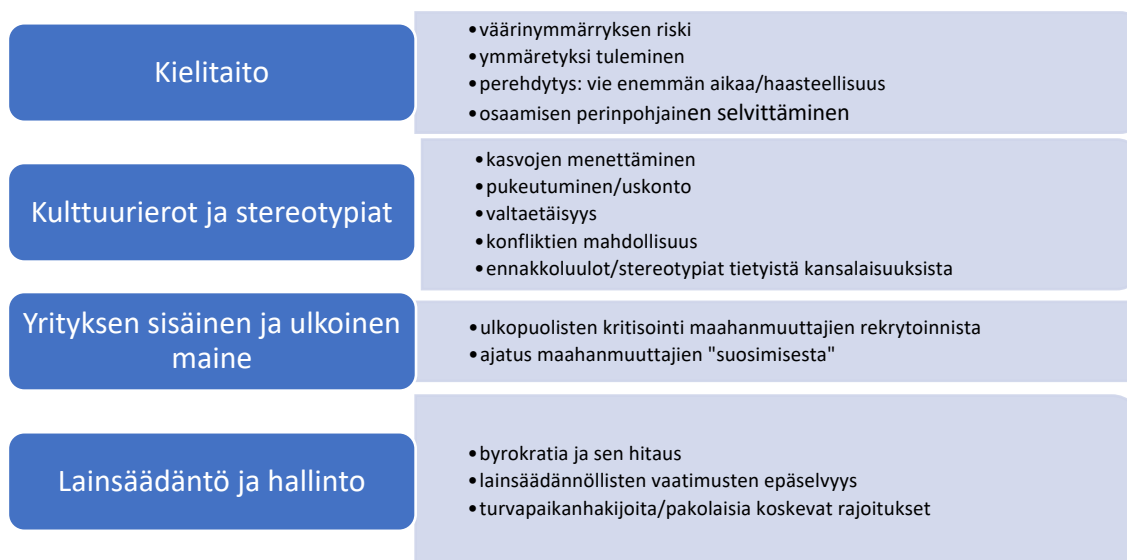 Kielitaito
•väärinymmärryksen riski
•ymmäretyksi tuleminen
•perehdytys: vie enemmän aikaa/haasteellisuus
•osaamisen perinpohjainen selvittäminen
Kulttuurierot ja stereotypiat
•kasvojen menettäminen
•pukeutuminen/uskonto
•valtaetäisyys
•konfliktien mahdollisuus
•ennakkoluulot/stereotypiat tietyistä kansalaisuuksista
Yrityksen sisäinen ja ulkoinen
maine
•ulkopuolisten kritisointi maahanmuuttajien rekrytoinnista
•ajatus maahanmuuttajien "suosimisesta"
Lainsäädäntö ja hallinto
•byrokratia ja sen hitaus
•lainsäädännöllisten vaatimusten epäselvyys
•turvapaikanhakijoita/pakolaisia koskevat rajoitukset